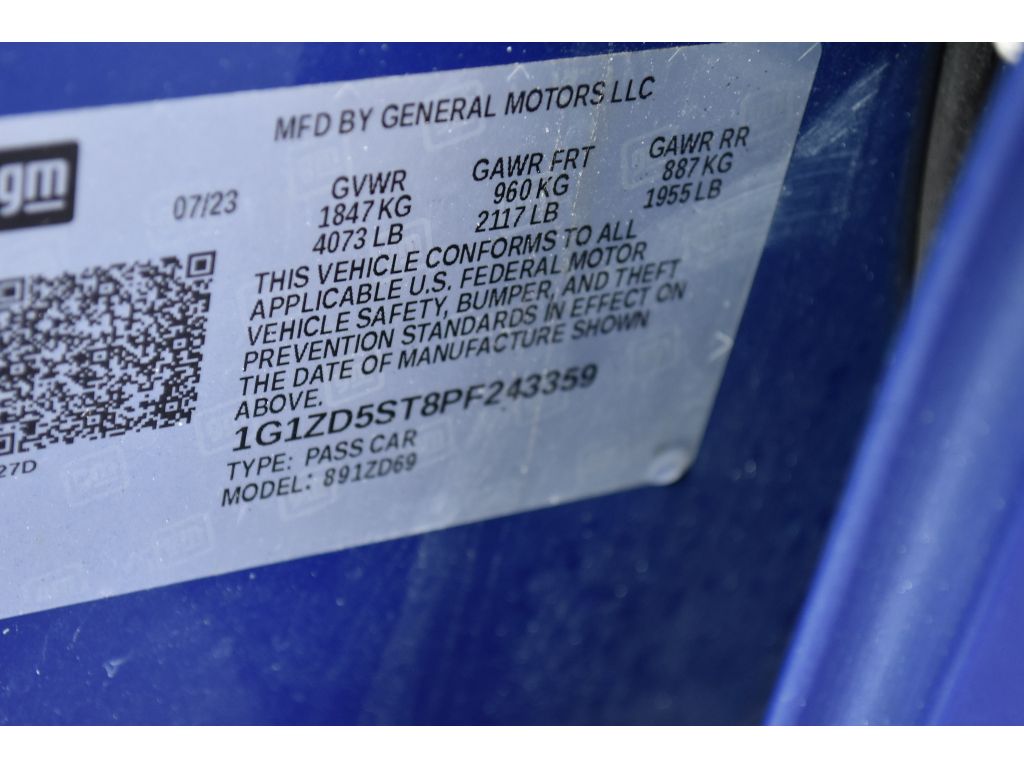 MFD BY GENERAL MOTORS LLC
gm
07/23
GVWR GAWR FRT GAWR RR
1847 KG 960 KG 887 KG
4073 LB 2117 LB 1955 LB
THIS VEHICLE CONFORMS TO ALL
APPLICABLE U.S. FEDERAL MOTOR
VEHICLE SAFETY, BUMPER, AND THEFT
PREVENTION STANDARDS IN EFFECT ON
THE DATE OF MANUFACTURE SHOWN
ABOVE.
1G1ZD5ST8PF243359
27D
TYPE: PASS CAR
MODEL: 891ZD69